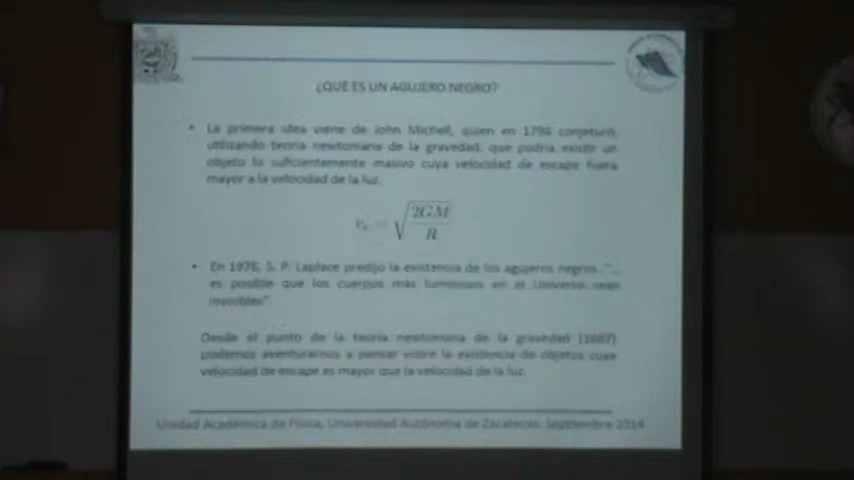 ¿QUÉ ES UN AGUJERO NEGRO?
• La primera idea viene de John Michell, quien en 1796 conjeturó,
utilizando teoría newtoniana de la gravedad, que podría existir un
objeto lo suficientemente masivo cuya velocidad de escape fuera
mayor a la velocidad de la luz.
vₑ = √(2GM/R)
• En 1976, S. P. Laplace predijo la existencia de los agujeros negros. "...
es posible que los cuerpos más luminosos en el Universo sean
invisibles"
Desde el punto de la teoría newtoniana de la gravedad (1687)
podemos aventurarnos a pensar sobre la existencia de objetos cuya
velocidad de escape es mayor que la velocidad de la luz.
Unidad Académica de Física, Universidad Autónoma de Zacatecas. Septiembre 2014